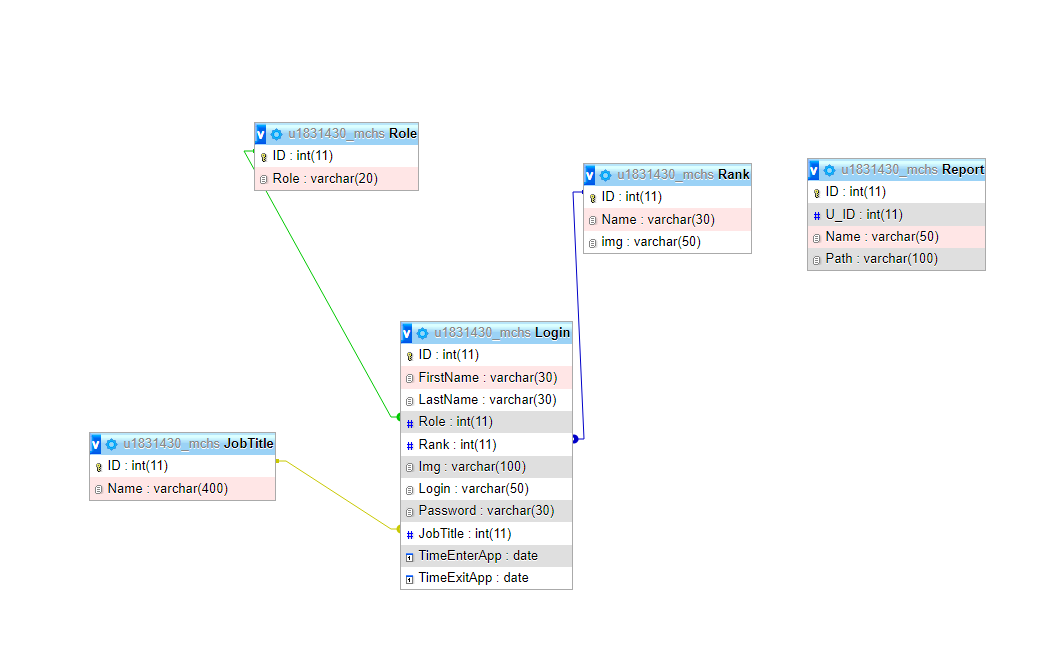 v u1831430_mchs Role
ID : int(11)
Role : varchar(20)
v u1831430_mchs Rank
ID : int(11)
Name : varchar(30)
img : varchar(50)
v u1831430_mchs Report
ID : int(11)
# U_ID : int(11)
Name : varchar(50)
Path : varchar(100)
v u1831430_mchs Login
ID : int(11)
FirstName : varchar(30)
LastName : varchar(30)
# Role : int(11)
# Rank : int(11)
Img : varchar(100)
Login : varchar(50)
Password : varchar(30)
# JobTitle : int(11)
TimeEnterApp : date
TimeExitApp : date
v u1831430_mchs JobTitle
ID : int(11)
Name : varchar(400)